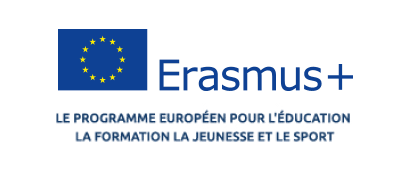 Erasmus+
LE PROGRAMME EUROPÉEN POUR L'ÉDUCATION
LA FORMATION LA JEUNESSE ET LE SPORT